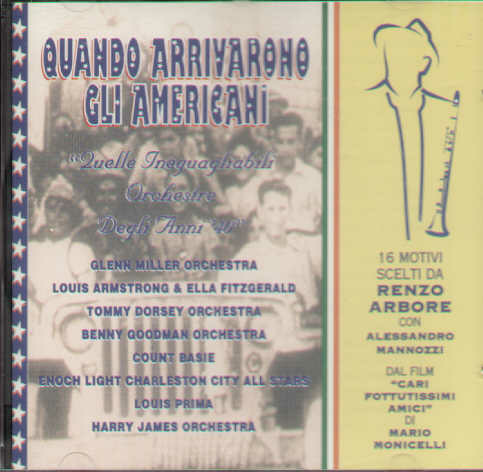 QUANDO ARRIVARONO
GLI AMERICANI
"Quelle Ineguagliabili
Orchestre
Degli Anni "40"
GLENN MILLER ORCHESTRA
LOUIS ARMSTRONG & ELLA FITZGERALD
TOMMY DORSEY ORCHESTRA
BENNY GOODMAN ORCHESTRA
COUNT BASIE
ENOCH LIGHT CHARLESTON CITY ALL STARS
LOUIS PRIMA
HARRY JAMES ORCHESTRA
16 MOTIVI
SCELTI DA
RENZO
ARBORE
CON
ALESSANDRO
MANNOZZI
DAL FILM
"CARI
FOTTUTISSIMI
AMICI"
DI
MARIO
MONICELLI